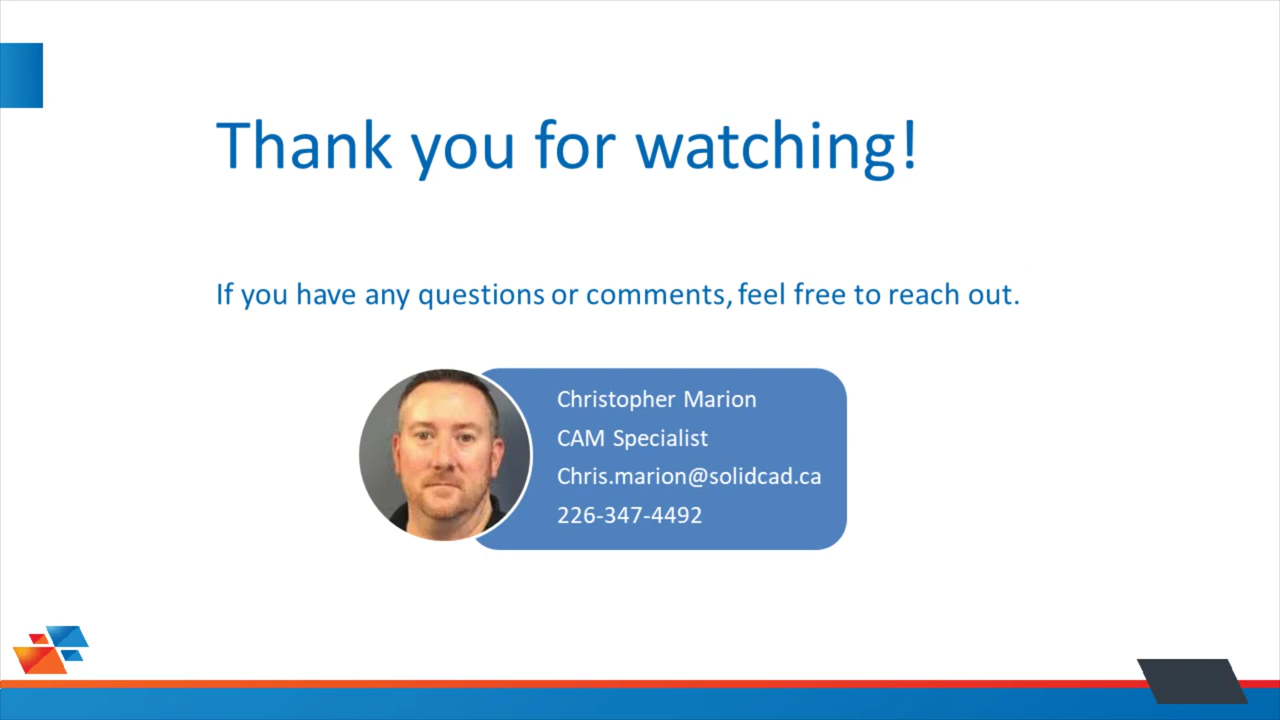 Thank you for watching!
If you have any questions or comments, feel free to reach out.
Christopher Marion
CAM Specialist
Chris.marion@solidcad.ca
226-347-4492